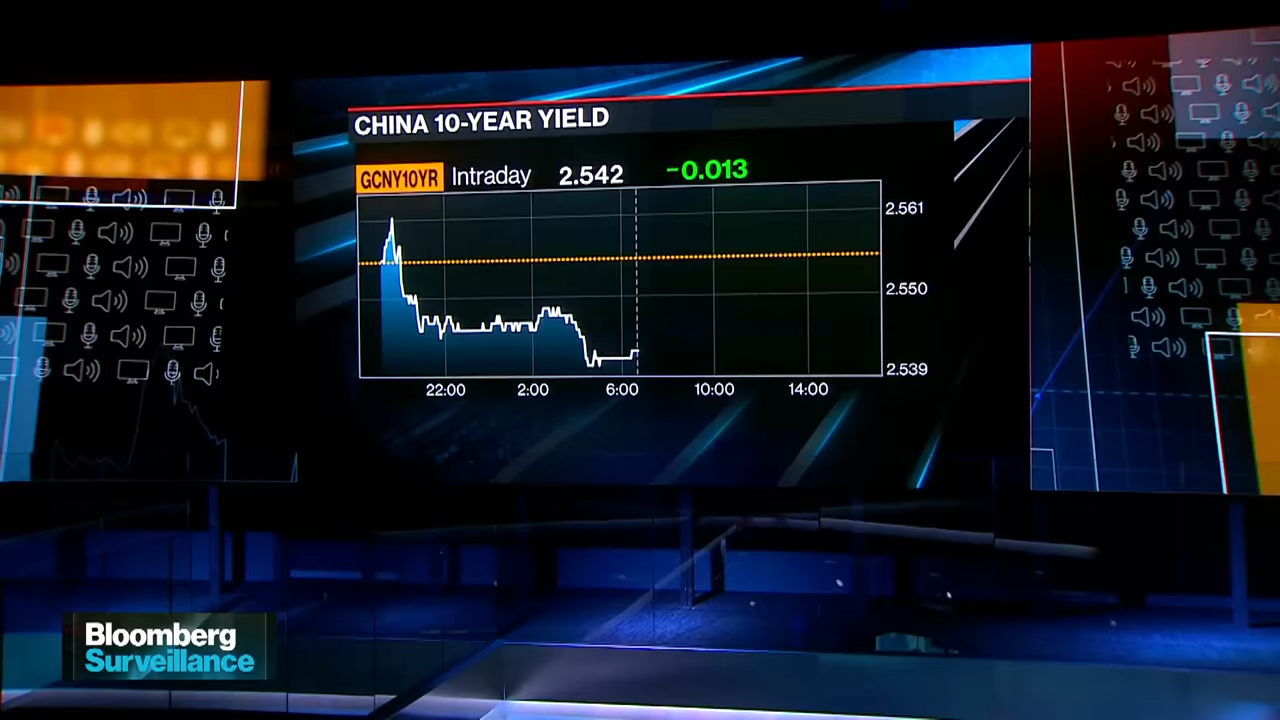 CHINA 10-YEAR YIELD
GCNY10YR Intraday 2.542 -0.013
2.561
2.550
2.539
22:00 2:00 6:00 10:00 14:00
Bloomberg
Surveillance